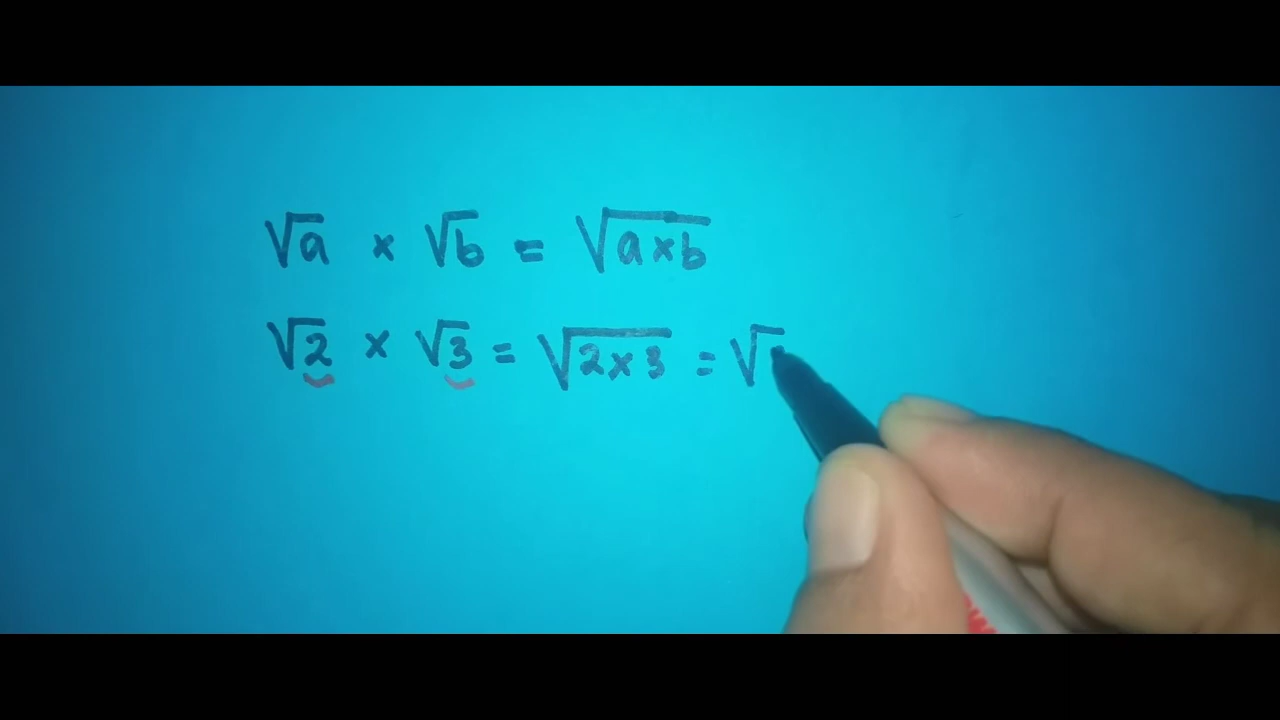 √a × √b = √a×b
√2 × √3 = √2×3 = √